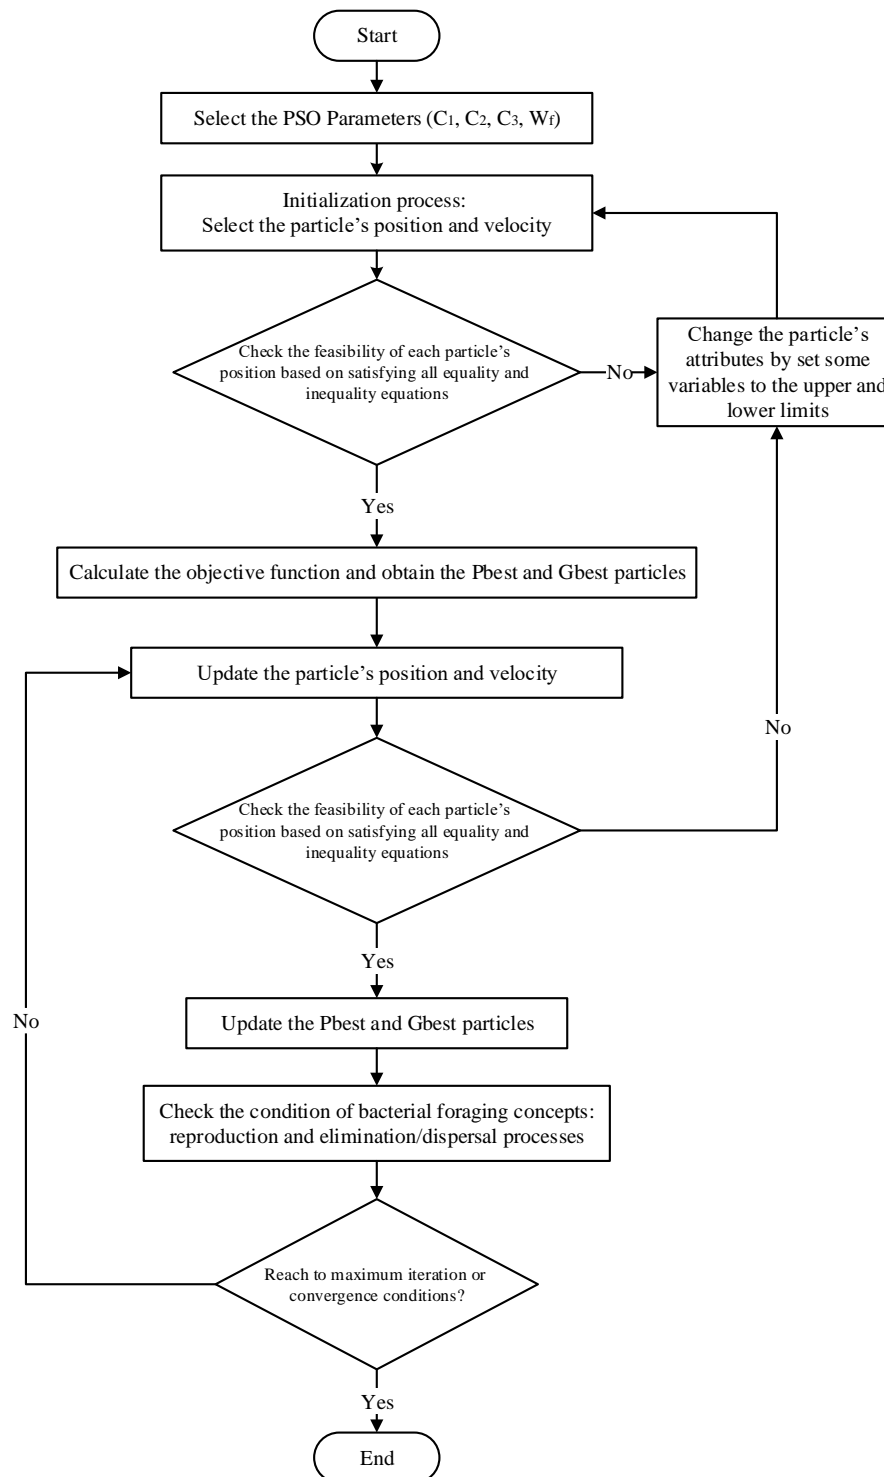 Start
Select the PSO Parameters (C1, C2, C3, Wf)
Initialization process:
Select the particle’s position and velocity
Check the feasibility of each particle’s
position based on satisfying all equality and
inequality equations
No
Change the particle’s
attributes by set some
variables to the upper and
lower limits
Yes
Calculate the objective function and obtain the Pbest and Gbest particles
Update the particle’s position and velocity
No
Check the feasibility of each particle’s
position based on satisfying all equality and
inequality equations
Yes
Update the Pbest and Gbest particles
No
Check the condition of bacterial foraging concepts:
reproduction and elimination/dispersal processes
Reach to maximum iteration or
convergence conditions?
Yes
End